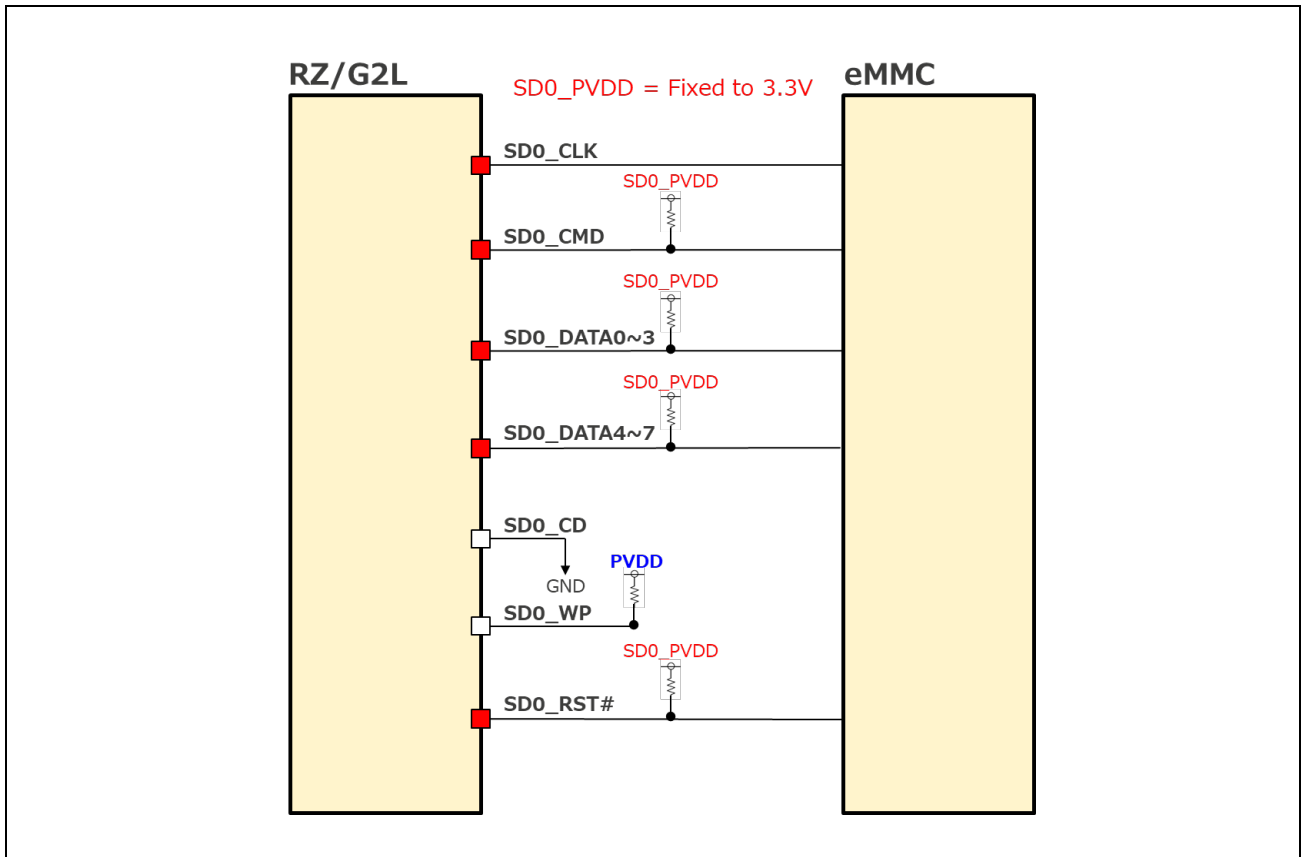 RZ/G2L
SD0_PVDD = Fixed to 3.3V
eMMC
SD0_CLK
SD0_PVDD
SD0_CMD
SD0_PVDD
SD0_DATA0~3
SD0_PVDD
SD0_DATA4~7
SD0_CD
PVDD
GND
SD0_WP
SD0_PVDD
SD0_RST#